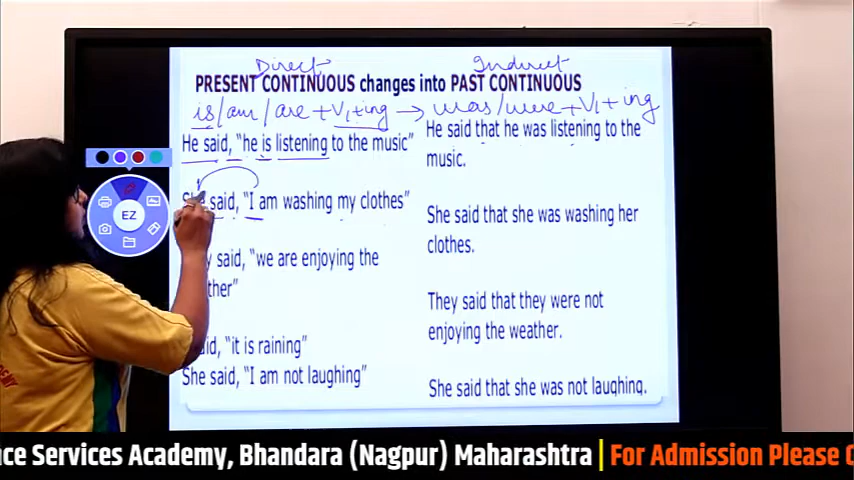 Direct
Indirect
PRESENT CONTINUOUS changes into PAST CONTINUOUS
is/am/are + V1+ing → was/were + V1 + ing
He said, “he is listening to the music”
He said that he was listening to the
music.
She said, “I am washing my clothes”
She said that she was washing her
clothes.
said, “we are enjoying the
They said that they were not
enjoying the weather.
“it is raining”
She said, “I am not laughing”
She said that she was not laughing.
EZ
ce Services Academy, Bhandara (Nagpur) Maharashtra | For Admission Please C